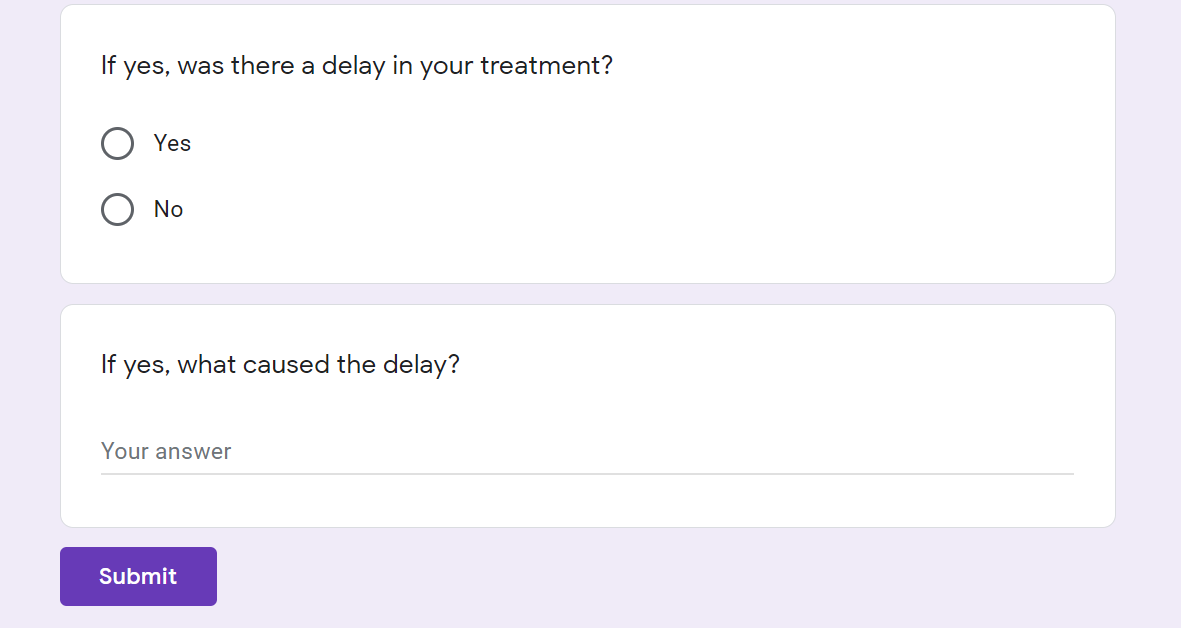 If yes, was there a delay in your treatment?
Yes
No
If yes, what caused the delay?
Your answer
Submit